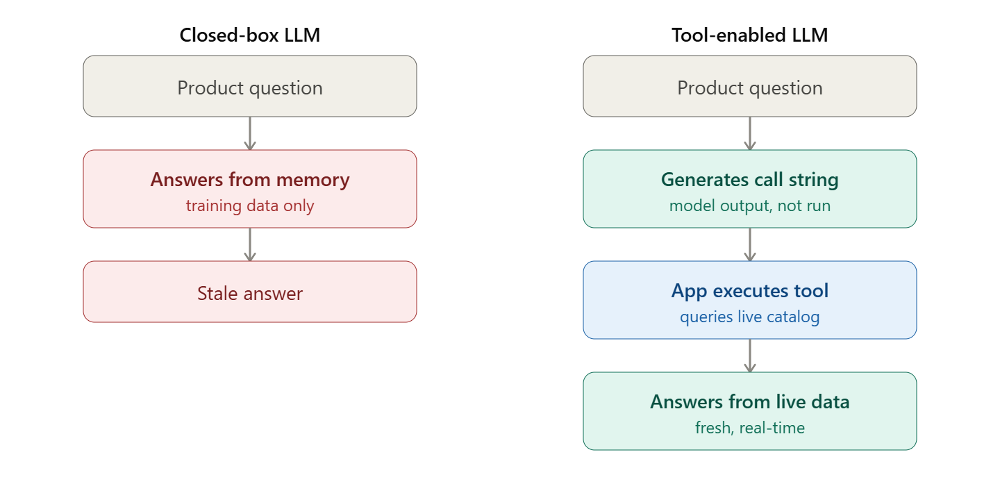 Closed-box LLM
Product question
Answers from memory
training data only
Stale answer
Tool-enabled LLM
Product question
Generates call string
model output, not run
App executes tool
queries live catalog
Answers from live data
fresh, real-time